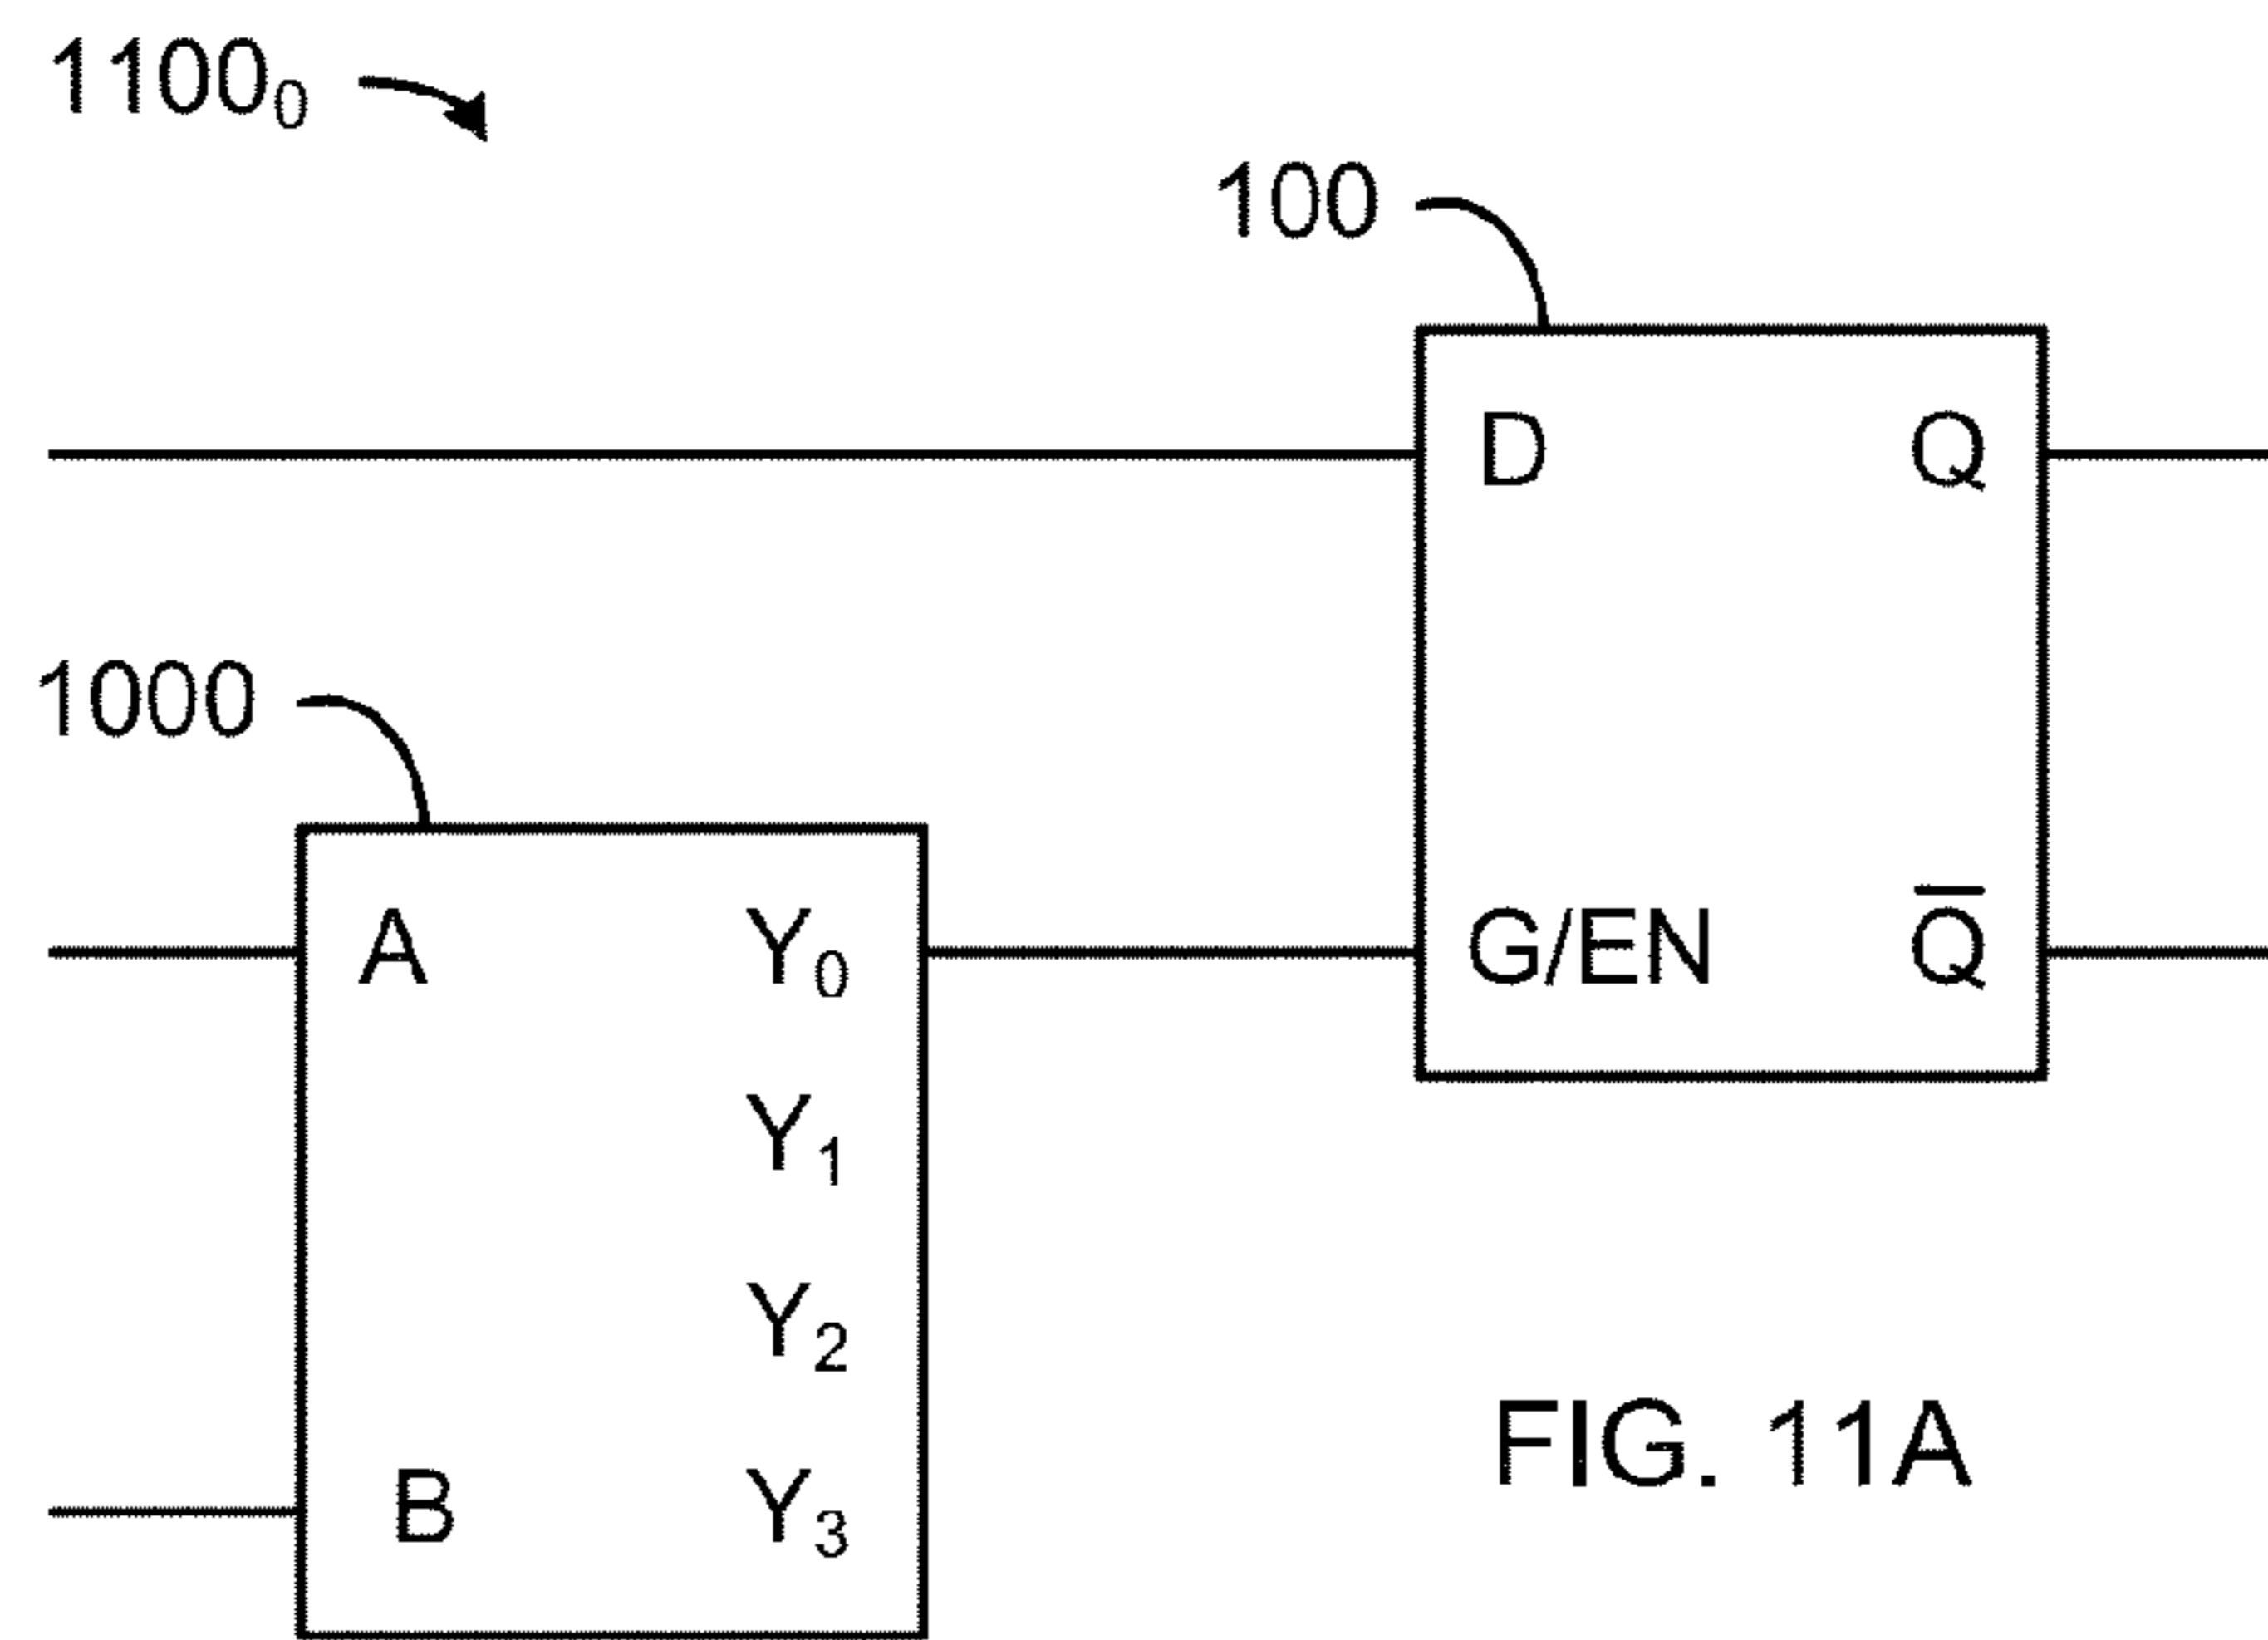 1100₀
100
D Q
1000
A Y₀ G/EN Q̅
Y₁
Y₂
FIG. 11A
B Y₃